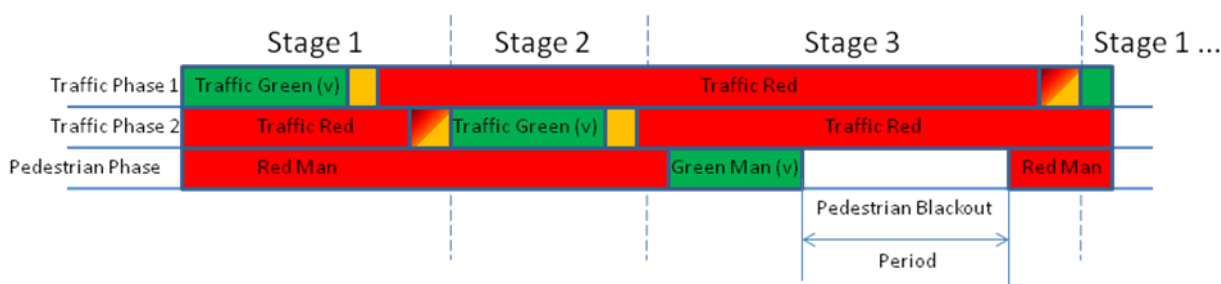 Stage 1 Stage 2 Stage 3 Stage 1 ...
Traffic Phase 1 Traffic Green (v) Traffic Red
Traffic Phase 2 Traffic Red Traffic Green (v) Traffic Red
Pedestrian Phase Red Man Green Man (v) Red Man
Pedestrian Blackout
Period